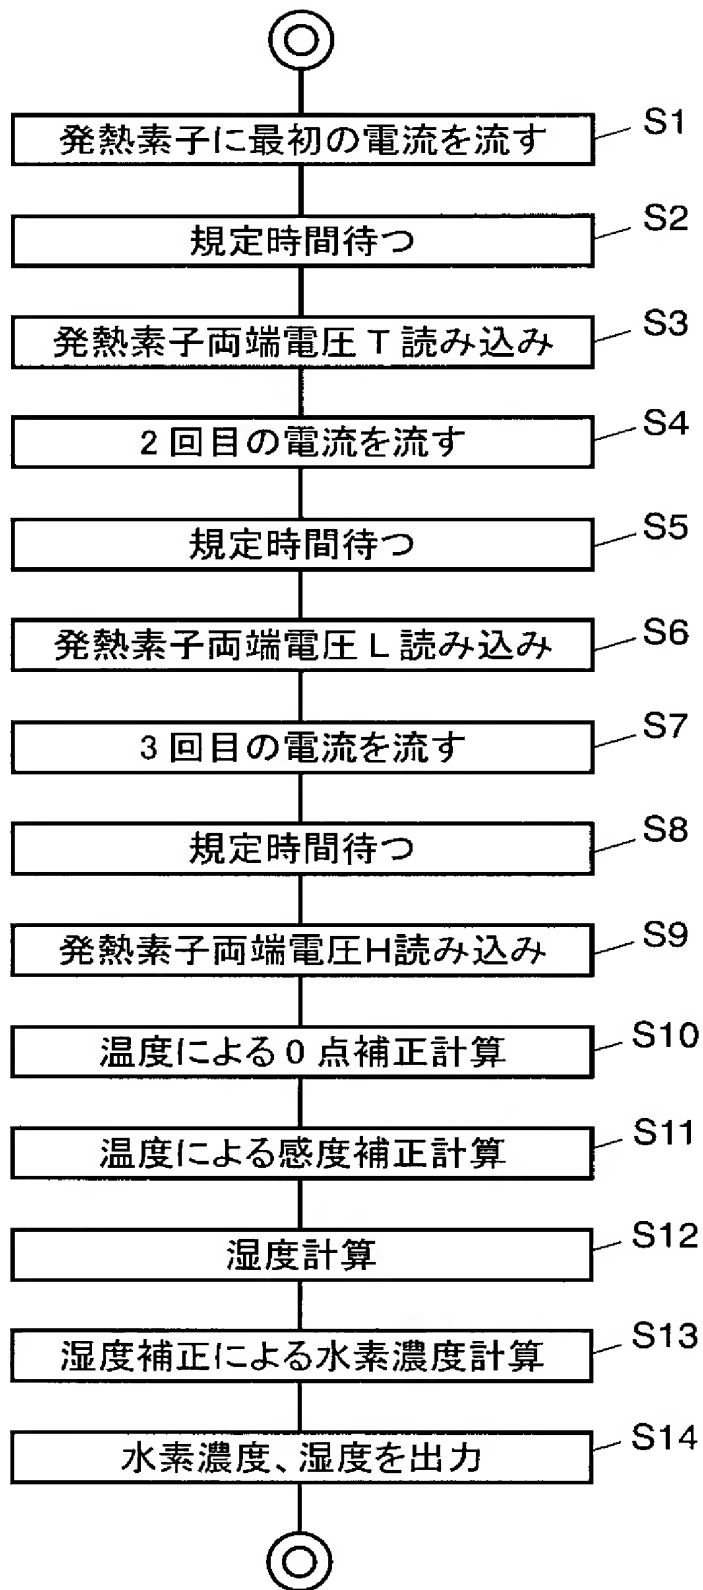 発熱素子に最初の電流を流す S1
規定時間待つ S2
発熱素子両端電圧T読み込み S3
2回目の電流を流す S4
規定時間待つ S5
発熱素子両端電圧L読み込み S6
3回目の電流を流す S7
規定時間待つ S8
発熱素子両端電圧H読み込み S9
温度による0点補正計算 S10
温度による感度補正計算 S11
湿度計算 S12
湿度補正による水素濃度計算 S13
水素濃度、湿度を出力 S14